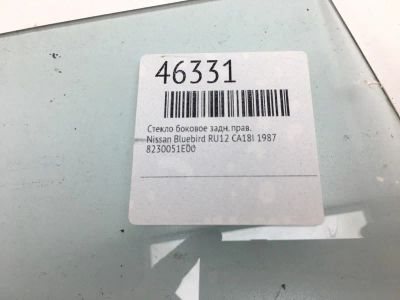 46331
Стекло боковое задн. прав.
Nissan Bluebird RU12 CA18I 1987
8230051E00